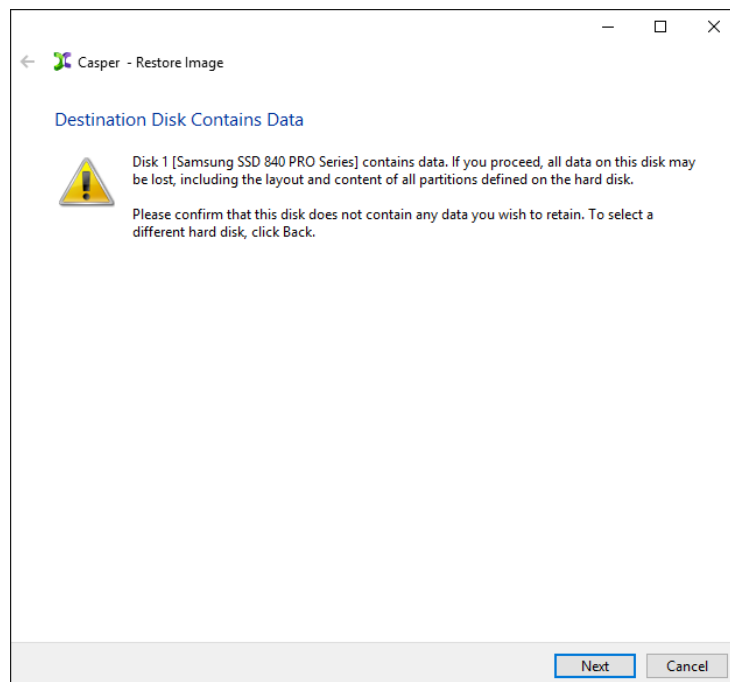 Casper - Restore Image
Destination Disk Contains Data
Disk 1 [Samsung SSD 840 PRO Series] contains data. If you proceed, all data on this disk may
be lost, including the layout and content of all partitions defined on the hard disk.
Please confirm that this disk does not contain any data you wish to retain. To select a
different hard disk, click Back.
Next Cancel